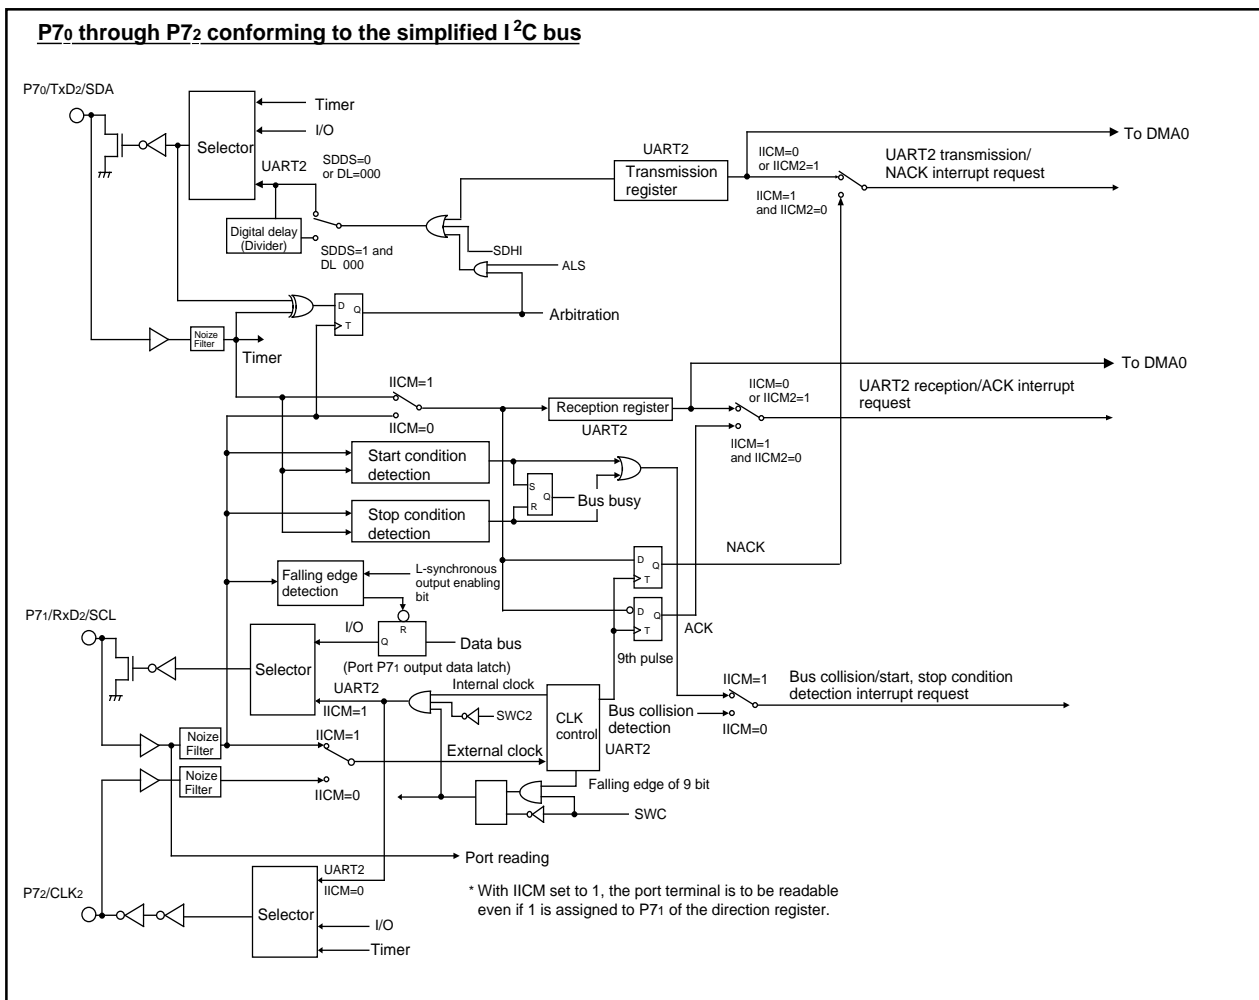 P70 through P72 conforming to the simplified I2C bus
P70/TxD2/SDA
Timer
I/O
Selector
UART2
SDDS=0
or DL=000
Digital delay
(Divider)
SDDS=1 and
DL 000
UART2
Transmission
register
IICM=0
or IICM2=1
IICM=1
and IICM2=0
To DMA0
UART2 transmission/
NACK interrupt request
SDHI
ALS
D
Q
T
Arbitration
Noize
Filter
Timer
To DMA0
IICM=1
IICM=0
Reception register
UART2
IICM=0
or IICM2=1
IICM=1
and IICM2=0
UART2 reception/ACK interrupt
request
Start condition
detection
S
Q
R
Bus busy
Stop condition
detection
NACK
D
Q
T
Falling edge
detection
L-synchronous
output enabling
bit
D
Q
T
ACK
9th pulse
P71/RxD2/SCL
I/O
R
Q
Data bus
(Port P71 output data latch)
Selector
UART2
IICM=1
Internal clock
SWC2
CLK
control
UART2
Bus collision
detection
IICM=1
IICM=0
Bus collision/start, stop condition
detection interrupt request
Noize
Filter
IICM=1
External clock
Noize
Filter
IICM=0
Falling edge of 9 bit
SWC
Port reading
P72/CLK2
UART2
IICM=0
Selector
I/O
Timer
* With IICM set to 1, the port terminal is to be readable
even if 1 is assigned to P71 of the direction register.